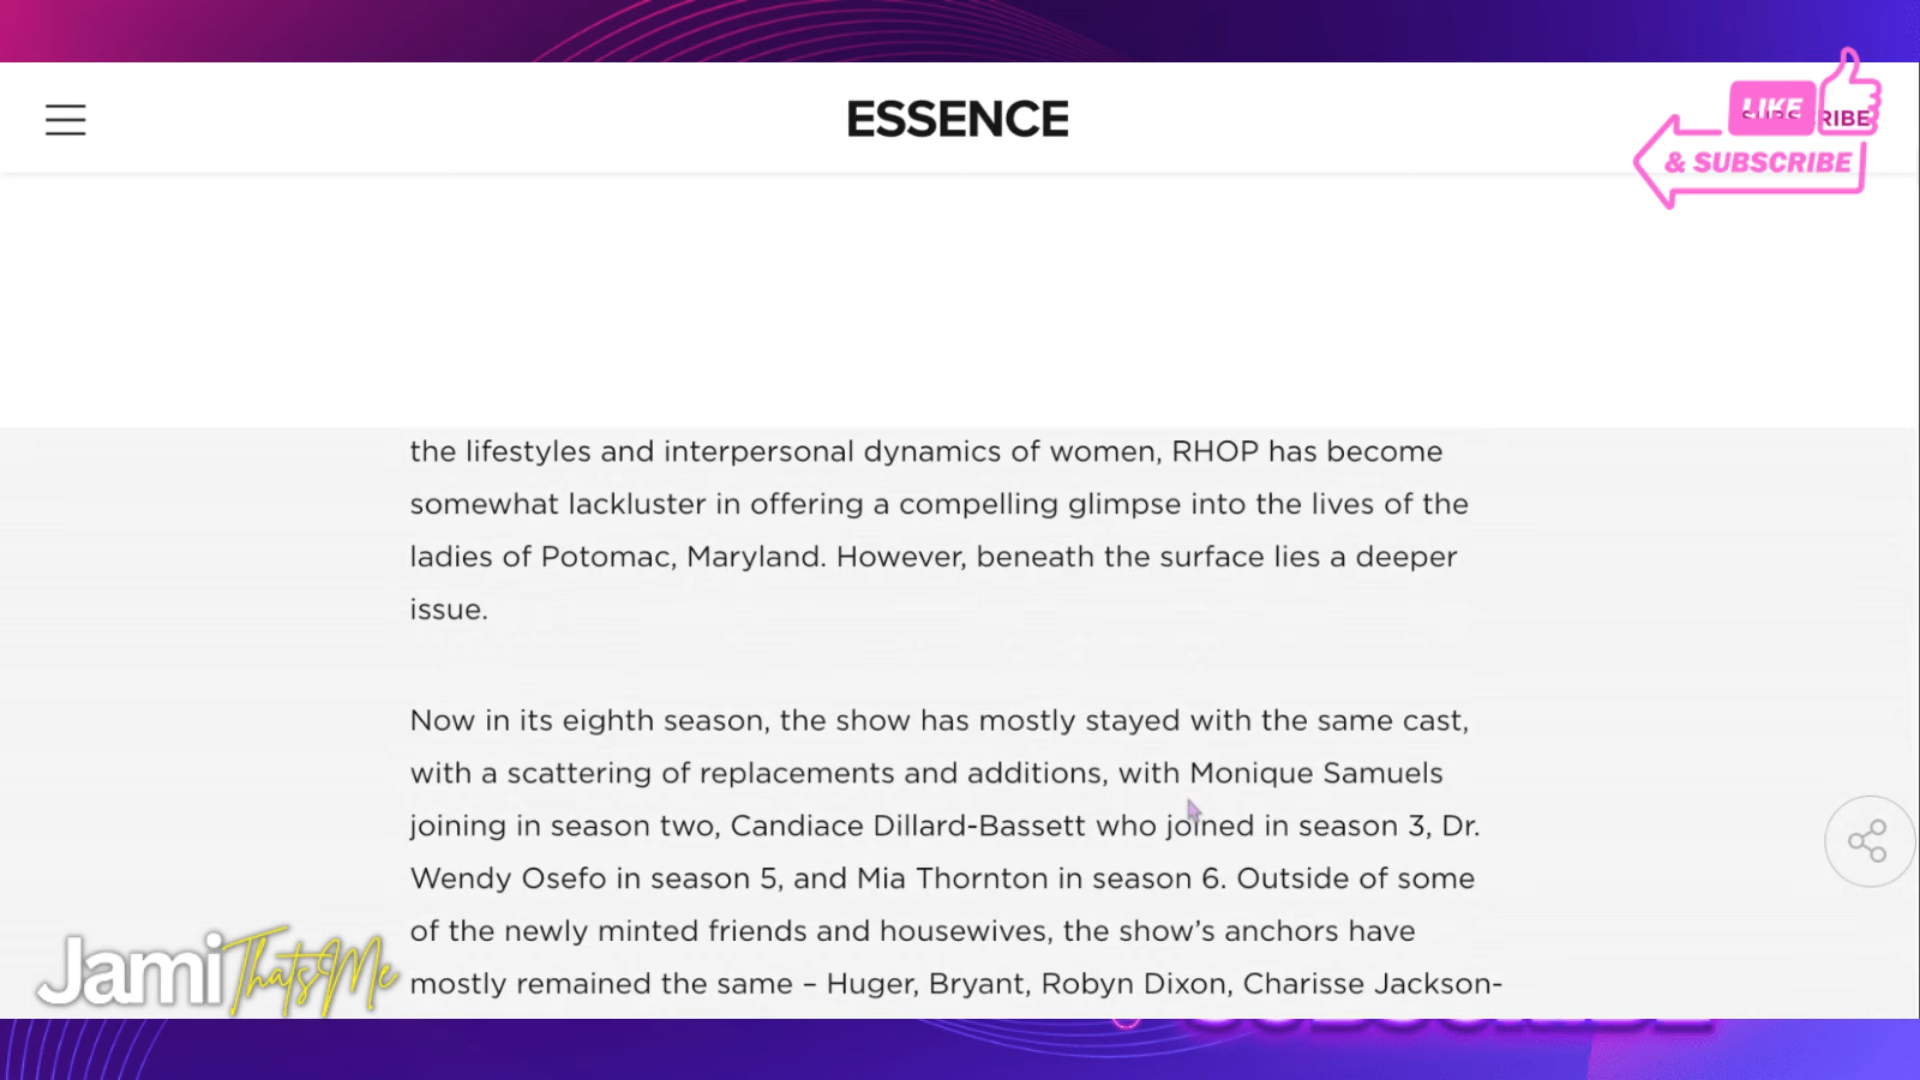 ESSENCE
LIKE
RIBE
& SUBSCRIBE
the lifestyles and interpersonal dynamics of women, RHOP has become
somewhat lackluster in offering a compelling glimpse into the lives of the
ladies of Potomac, Maryland. However, beneath the surface lies a deeper
issue.
Now in its eighth season, the show has mostly stayed with the same cast,
with a scattering of replacements and additions, with Monique Samuels
joining in season two, Candiace Dillard-Bassett who joined in season 3, Dr.
Wendy Osefo in season 5, and Mia Thornton in season 6. Outside of some
of the newly minted friends and housewives, the show’s anchors have
mostly remained the same – Huger, Bryant, Robyn Dixon, Charisse Jackson-
Jami ThatsMe